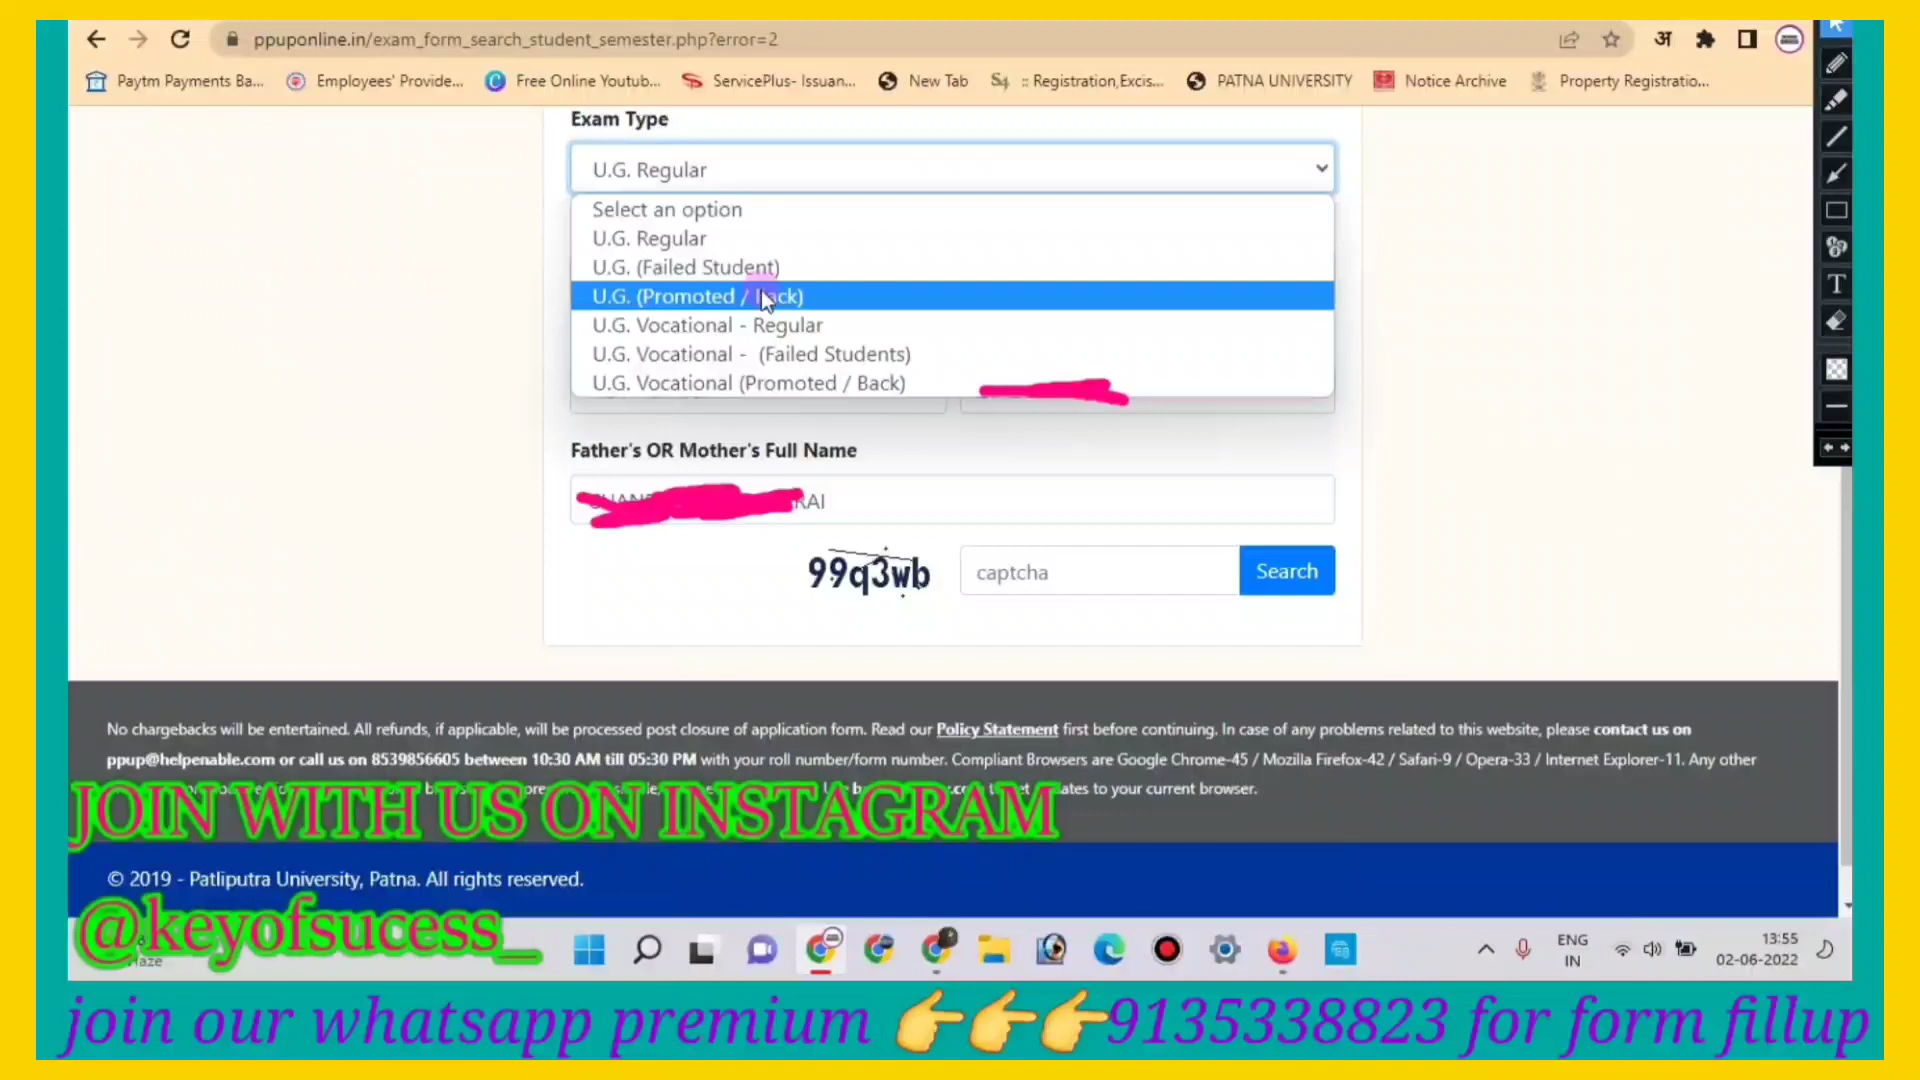 ppuponline.in/exam_form_search_student_semester.php?error=2
Paytm Payments Ba... Employees' Provide... Free Online Youtub... ServicePlus- Issuan... New Tab :: Registration,Excis... PATNA UNIVERSITY Notice Archive Property Registratio...
Exam Type
U.G. Regular
Select an option
U.G. Regular
U.G. (Failed Student)
U.G. (Promoted / Back)
U.G. Vocational - Regular
U.G. Vocational - (Failed Students)
U.G. Vocational (Promoted / Back)
Father's OR Mother's Full Name
RAI
99q3wb captcha Search
No chargebacks will be entertained. All refunds, if applicable, will be processed post closure of application form. Read our Policy Statement first before continuing. In case of any problems related to this website, please contact us on
ppup@helpenable.com or call us on 8539856605 between 10:30 AM till 05:30 PM with your roll number/form number. Compliant Browsers are Google Chrome-45 / Mozilla Firefox-42 / Safari-9 / Opera-33 / Internet Explorer-11. Any other
to your current browser.
JOIN WITH US ON INSTAGRAM
© 2019 - Patliputra University, Patna. All rights reserved.
@keyofsucess_
Haze
ENG
IN
13:55
02-06-2022
join our whatsapp premium 👉👉👉9135338823 for form fillup